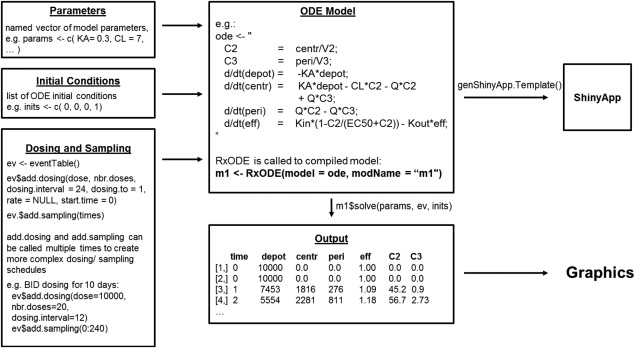 Parameters
named vector of model parameters,
e.g. params <- c( KA= 0.3, CL = 7,
… )
Initial Conditions
list of ODE initial conditions
e.g. inits <- c( 0, 0, 0, 1)
Dosing and Sampling
ev <- eventTable()
ev$add.dosing(dose, nbr.doses,
dosing.interval = 24, dosing.to = 1,
rate = NULL, start.time = 0)
ev.$add.sampling(times)
add.dosing and add.sampling can
be called multiple times to create
more complex dosing/ sampling
schedules
e.g. BID dosing for 10 days:
ev$add.dosing(dose=10000,
nbr.doses=20,
dosing.interval=12)
ev$add.sampling(0:240)
ODE Model
e.g.:
ode <- "
C2 = centr/V2;
C3 = peri/V3;
d/dt(depot) = -KA*depot;
d/dt(centr) = KA*depot - CL*C2 - Q*C2
+ Q*C3;
d/dt(peri) = Q*C2 - Q*C3;
d/dt(eff) = Kin*(1-C2/(EC50+C2)) - Kout*eff;
"
RxODE is called to compiled model:
m1 <- RxODE(model = ode, modName = “m1")
genShinyApp.Template()
ShinyApp
m1$solve(params, ev, inits)
Output
time depot centr peri eff C2 C3
[1,] 0 10000 0.0 0.0 1.00 0.0 0.0
[2,] 0 10000 0.0 0.0 1.00 0.0 0.0
[3,] 1 7453 1816 276 1.09 45.2 0.9
[4,] 2 5554 2281 811 1.18 56.7 2.73
…
Graphics